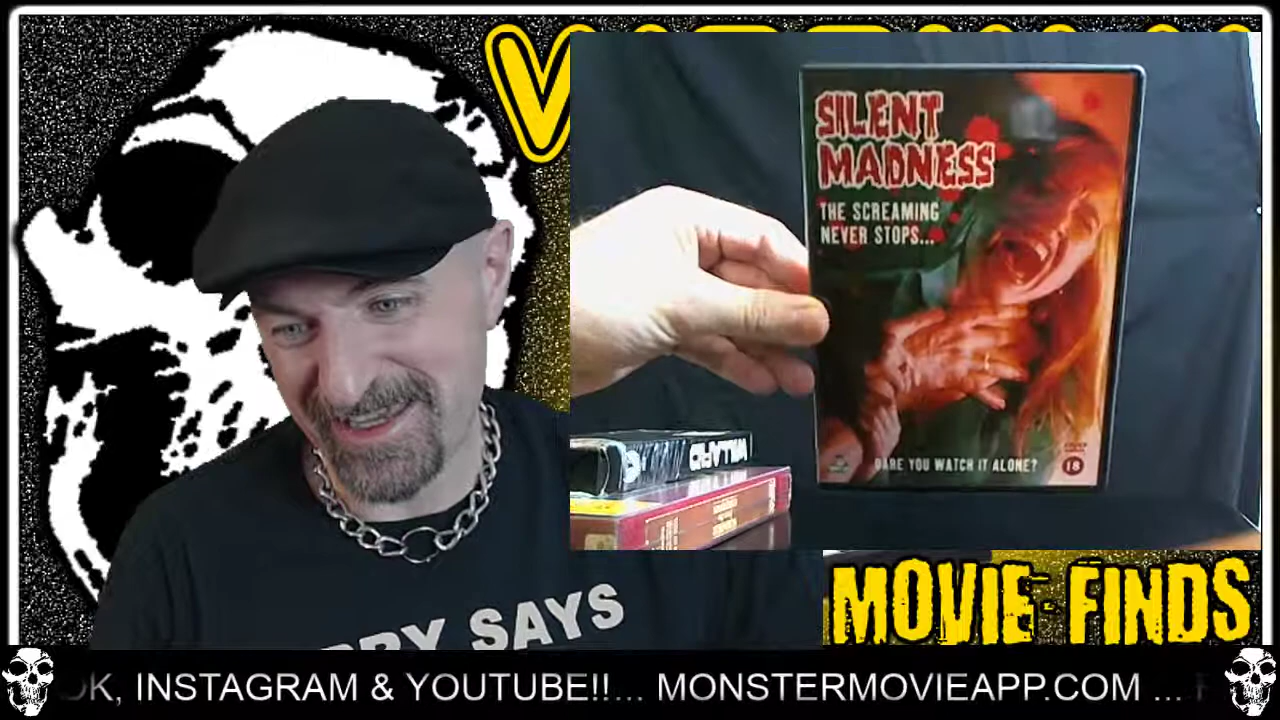 SILENT
MADNESS
THE SCREAMING
NEVER STOPS...
DARE YOU WATCH IT ALONE?
18
WILLARD
SAYS
MOVIE FINDS
OK, INSTAGRAM & YOUTUBE!!... MONSTERMOVIEAPP.COM ...